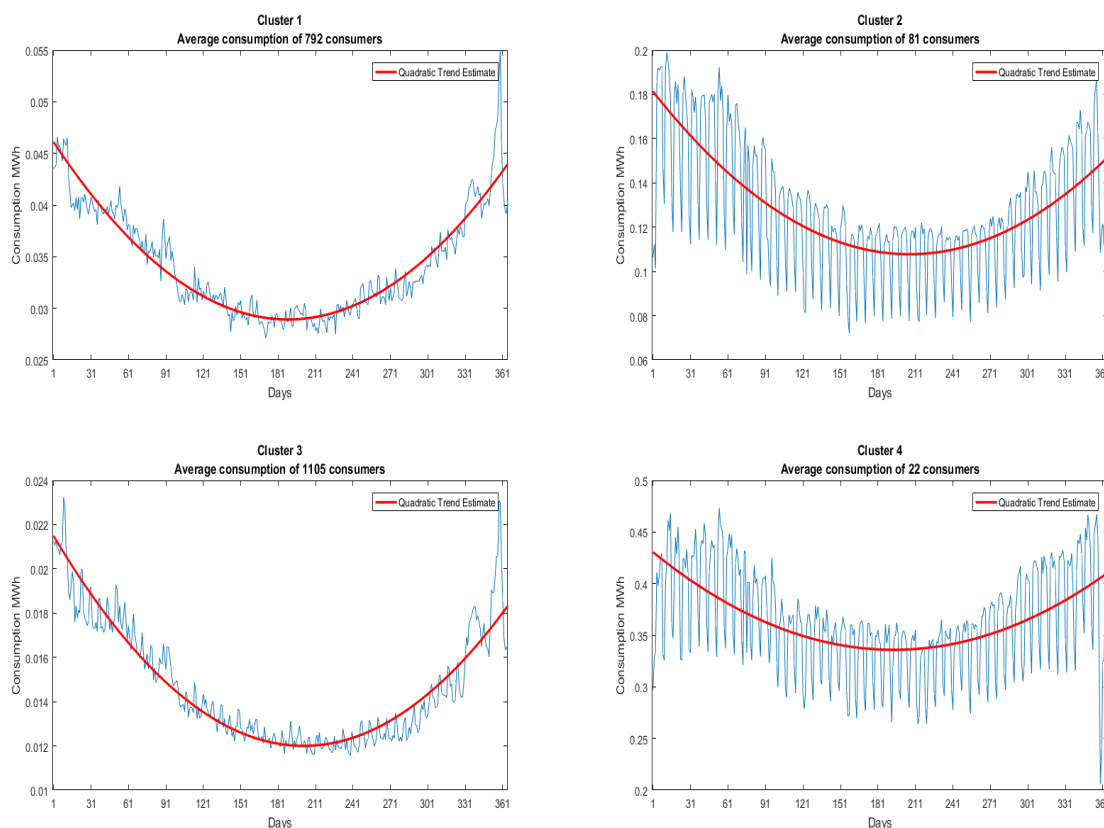 Cluster 1
Average consumption of 792 consumers
Quadratic Trend Estimate
Consumption MWh
0.055
0.05
0.045
0.04
0.035
0.03
0.025
1 31 61 91 121 151 181 211 241 271 301 331 361
Days
Cluster 2
Average consumption of 81 consumers
Quadratic Trend Estimate
Consumption MWh
0.2
0.18
0.16
0.14
0.12
0.1
0.08
0.06
1 31 61 91 121 151 181 211 241 271 301 331 36
Days
Cluster 3
Average consumption of 1105 consumers
Quadratic Trend Estimate
Consumption MWh
0.024
0.022
0.02
0.018
0.016
0.014
0.012
0.01
1 31 61 91 121 151 181 211 241 271 301 331 361
Days
Cluster 4
Average consumption of 22 consumers
Quadratic Trend Estimate
Consumption MWh
0.5
0.45
0.4
0.35
0.3
0.25
0.2
1 31 61 91 121 151 181 211 241 271 301 331 36
Days